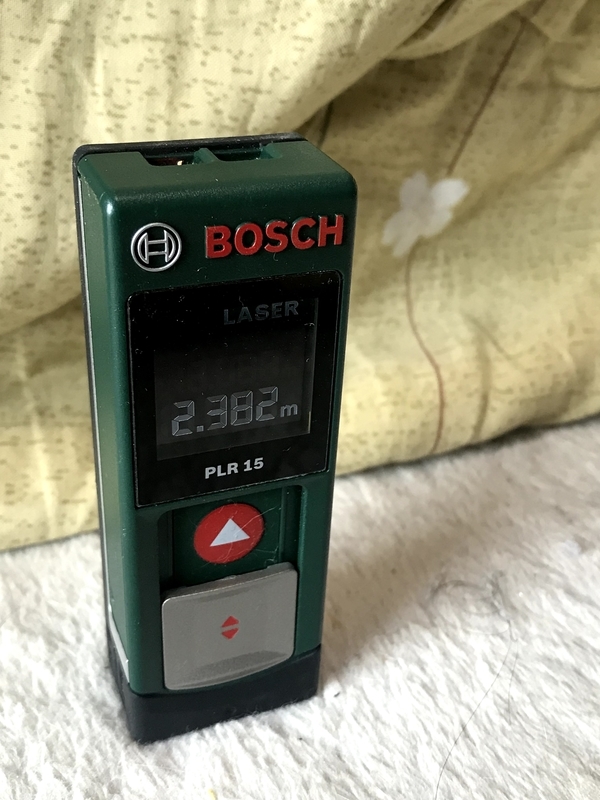 BOSCH
LASER
2.382m
PLR 15